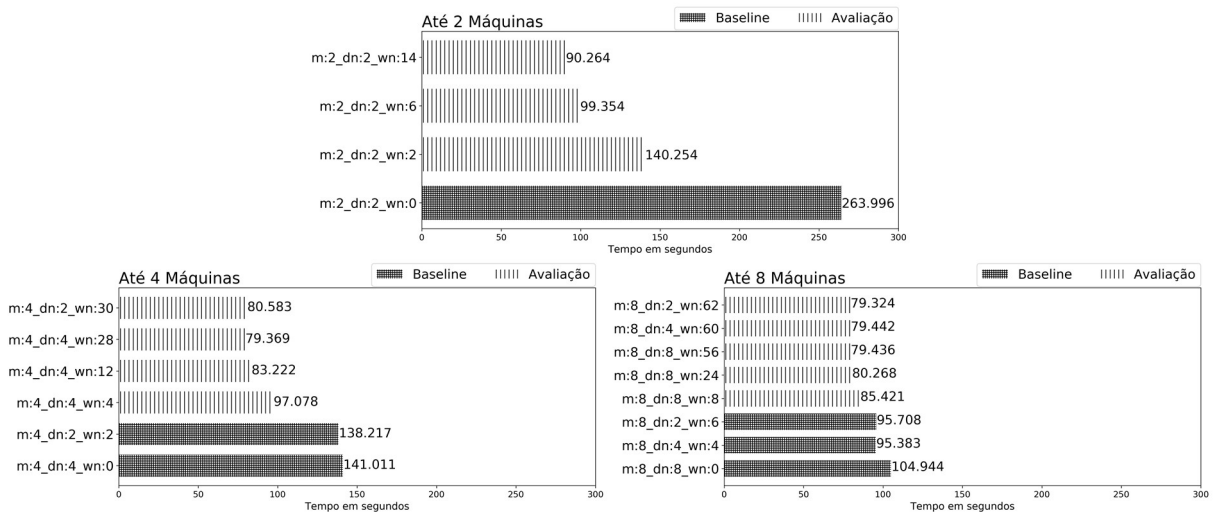 Até 2 Máquinas
Baseline Avaliação
m:2_dn:2_wn:14 90.264
m:2_dn:2_wn:6 99.354
m:2_dn:2_wn:2 140.254
m:2_dn:2_wn:0 263.996
0 50 100 150 200 250 300
Tempo em segundos
Até 4 Máquinas
Baseline Avaliação
m:4_dn:2_wn:30 80.583
m:4_dn:4_wn:28 79.369
m:4_dn:4_wn:12 83.222
m:4_dn:4_wn:4 97.078
m:4_dn:2_wn:2 138.217
m:4_dn:4_wn:0 141.011
0 50 100 150 200 250 300
Tempo em segundos
Até 8 Máquinas
Baseline Avaliação
m:8_dn:2_wn:62 79.324
m:8_dn:4_wn:60 79.442
m:8_dn:8_wn:56 79.436
m:8_dn:8_wn:24 80.268
m:8_dn:8_wn:8 85.421
m:8_dn:2_wn:6 95.708
m:8_dn:4_wn:4 95.383
m:8_dn:8_wn:0 104.944
0 50 100 150 200 250 300
Tempo em segundos